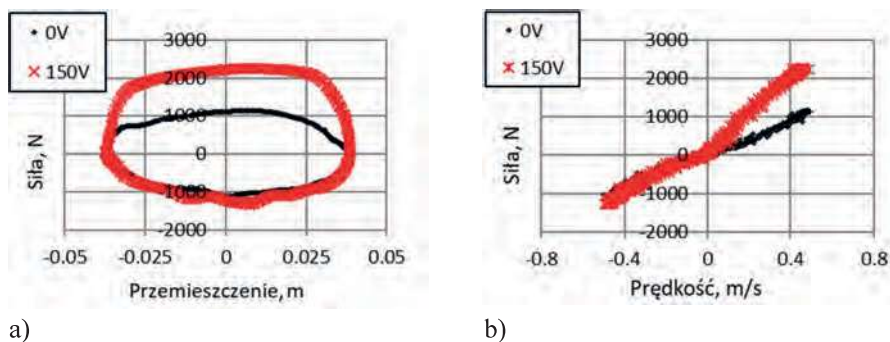 0V
150V
3000
2000
1000
0
-1000
-2000
-0.05
-0.025
0
0.025
0.05
Siła, N
Przemieszczenie, m
a)
0V
150V
3000
2000
1000
0
-1000
-2000
-0.8
-0.4
0
0.4
0.8
Siła, N
Prędkość, m/s
b)